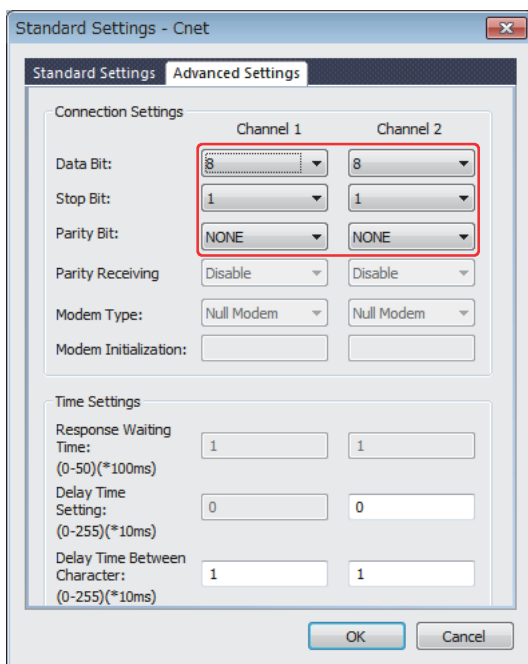 Standard Settings - Cnet
Standard Settings Advanced Settings
Connection Settings
Channel 1 Channel 2
Data Bit: 8 8
Stop Bit: 1 1
Parity Bit: NONE NONE
Parity Receiving Disable Disable
Modem Type: Null Modem Null Modem
Modem Initialization:
Time Settings
Response Waiting
Time: 1 1
(0-50)(*100ms)
Delay Time
Setting: 0 0
(0-255)(*10ms)
Delay Time Between
Character: 1 1
(0-255)(*10ms)
OK Cancel